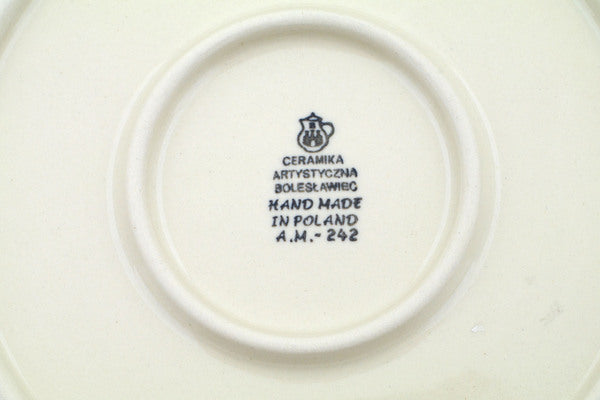 CERAMIKA
ARTYSTYCZNA
BOLESŁAWIEC
HAND MADE
IN POLAND
A.M.- 242